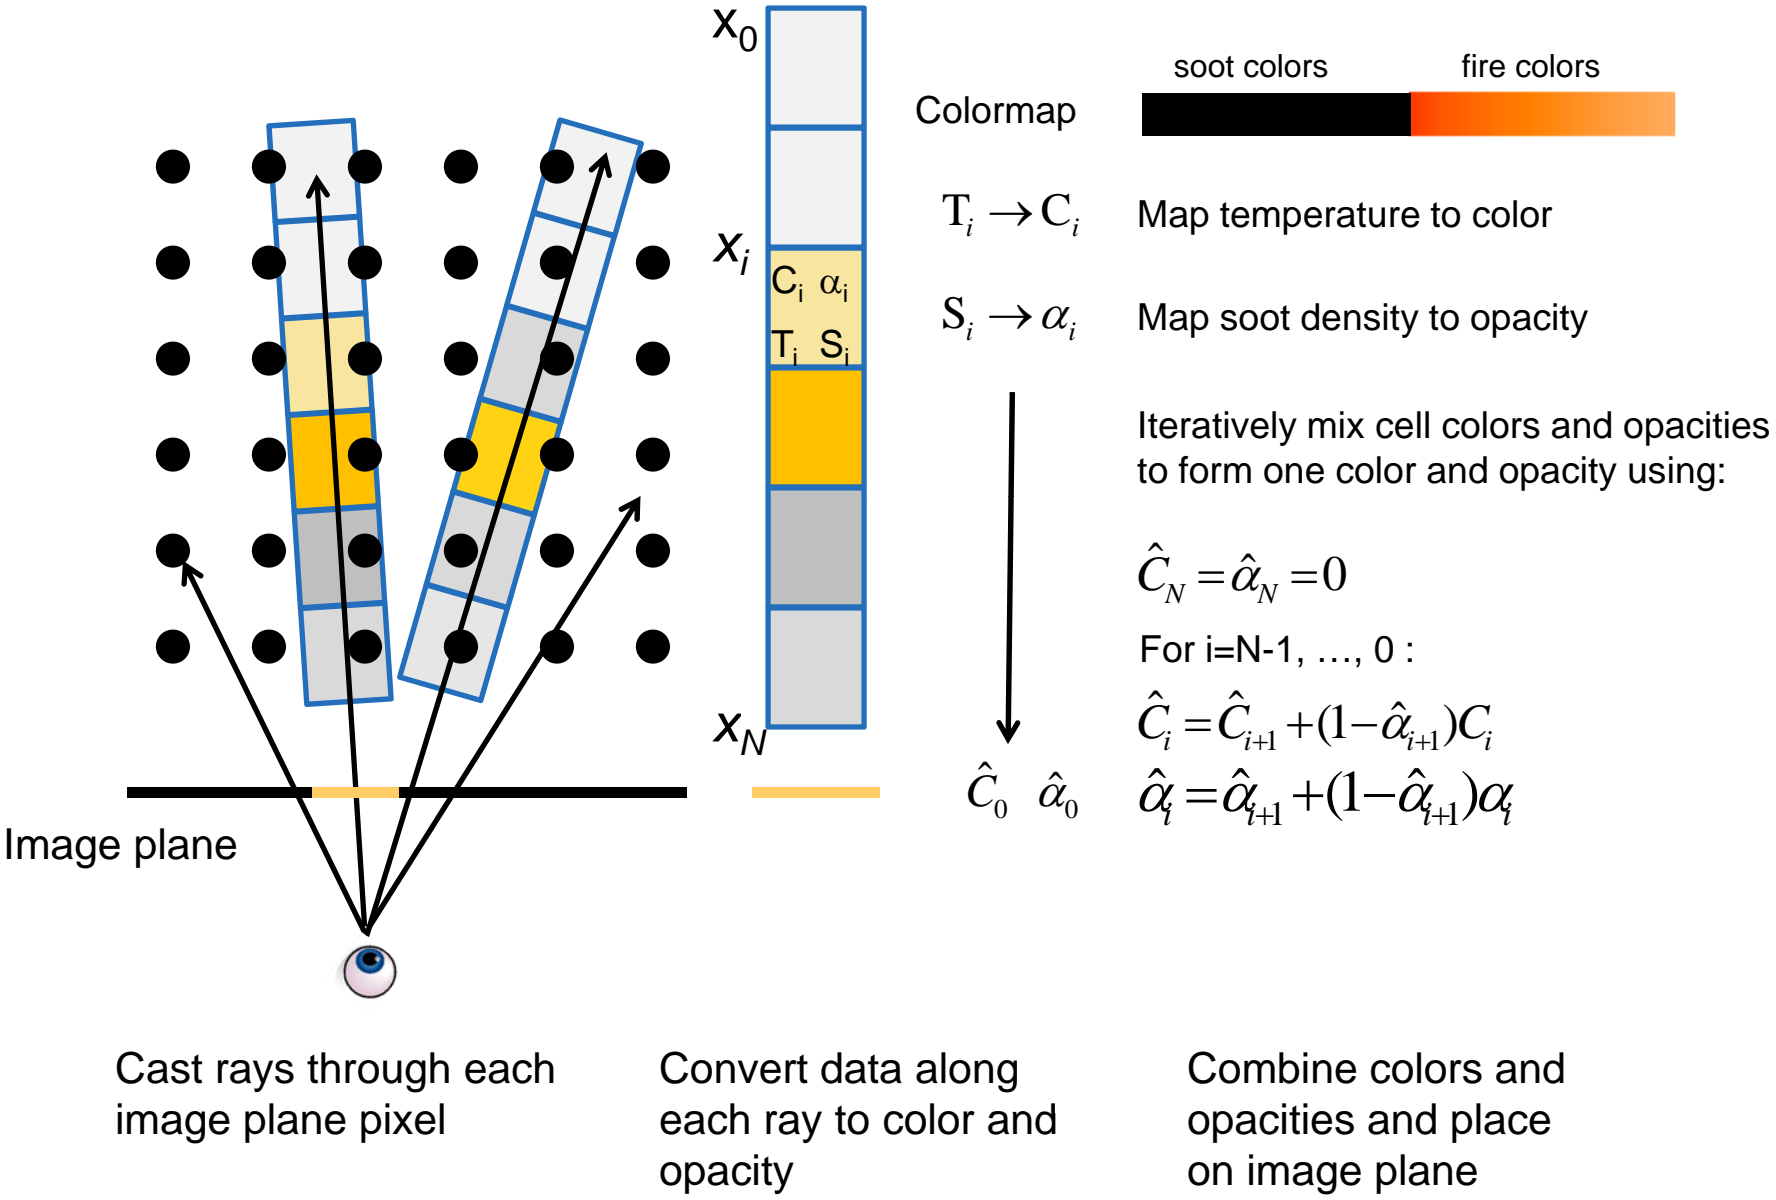 x₀
soot colors fire colors
Colormap
Tᵢ → Cᵢ Map temperature to color
xᵢ
Cᵢ αᵢ
Tᵢ Sᵢ
Sᵢ → αᵢ Map soot density to opacity
Iteratively mix cell colors and opacities
to form one color and opacity using:
Ĉ_N = α̂_N = 0
For i=N-1, …, 0 :
x_N
Ĉᵢ = Ĉᵢ₊₁ + (1−α̂ᵢ₊₁)Cᵢ
Ĉ₀ α̂₀
α̂ᵢ = α̂ᵢ₊₁ + (1−α̂ᵢ₊₁)αᵢ
Image plane
Cast rays through each
image plane pixel
Convert data along
each ray to color and
opacity
Combine colors and
opacities and place
on image plane